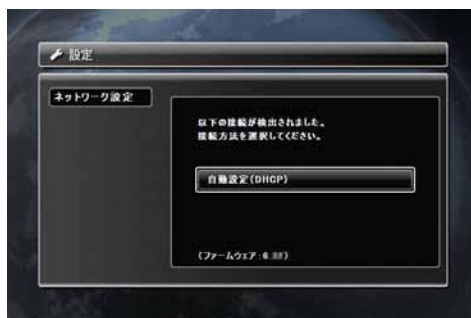 設定
ネットワーク設定
以下の接続が検出されました。
接続方法を選択してください。
自動設定(DHCP)
(ファームウェア:6.